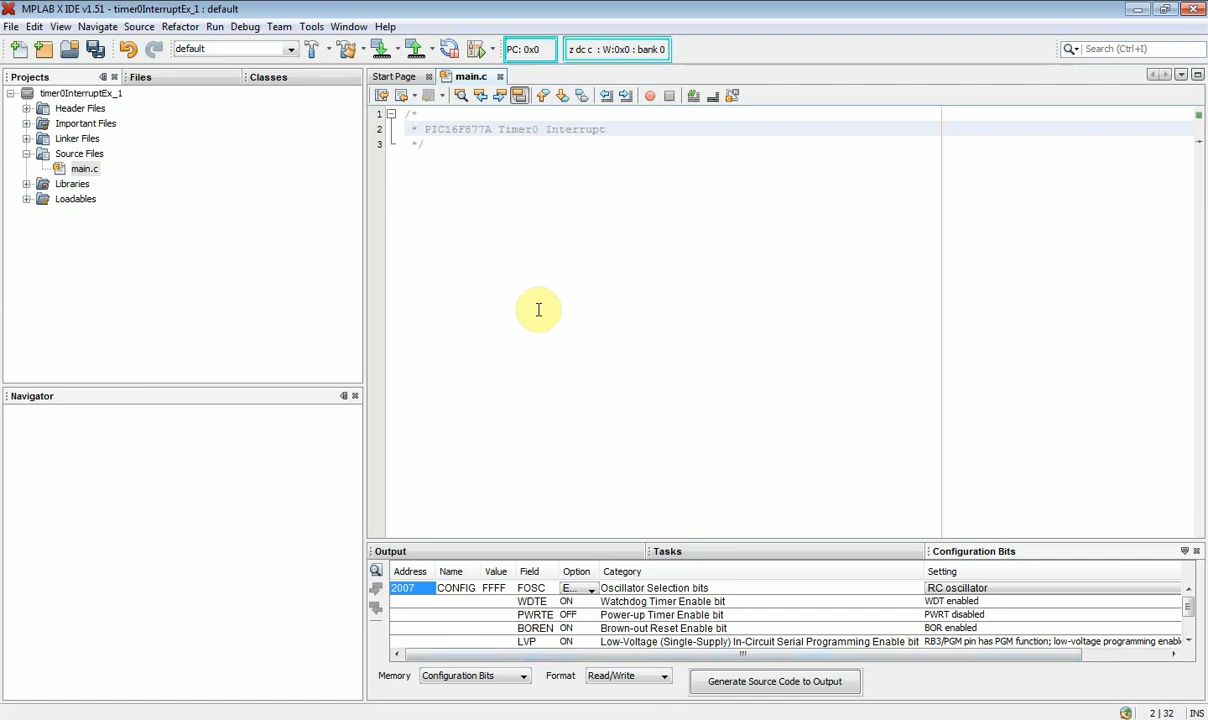 MPLAB X IDE v1.51 - timer0InterruptEx_1 : default
File Edit View Navigate Source Refactor Run Debug Team Tools Window Help
default PC: 0x0 z dc c : W:0x0 : bank 0 Search (Ctrl+I)
Projects Files Classes Start Page main.c
timer0InterruptEx_1
Header Files
Important Files
Linker Files
Source Files
main.c
Libraries
Loadables
1 /*
2 * PIC16F877A Timer0 Interrupt
3 */
Navigator
Output Tasks Configuration Bits
Address Name Value Field Option Category Setting
2007 CONFIG FFFF FOSC E... Oscillator Selection bits RC oscillator
WDTE ON Watchdog Timer Enable bit WDT enabled
PWRTE OFF Power-up Timer Enable bit PWRT disabled
BOREN ON Brown-out Reset Enable bit BOR enabled
LVP ON Low-Voltage (Single-Supply) In-Circuit Serial Programming Enable bit RB3/PGM pin has PGM function; low-voltage programming enabl
Memory Configuration Bits Format Read/Write Generate Source Code to Output
2 | 32 INS